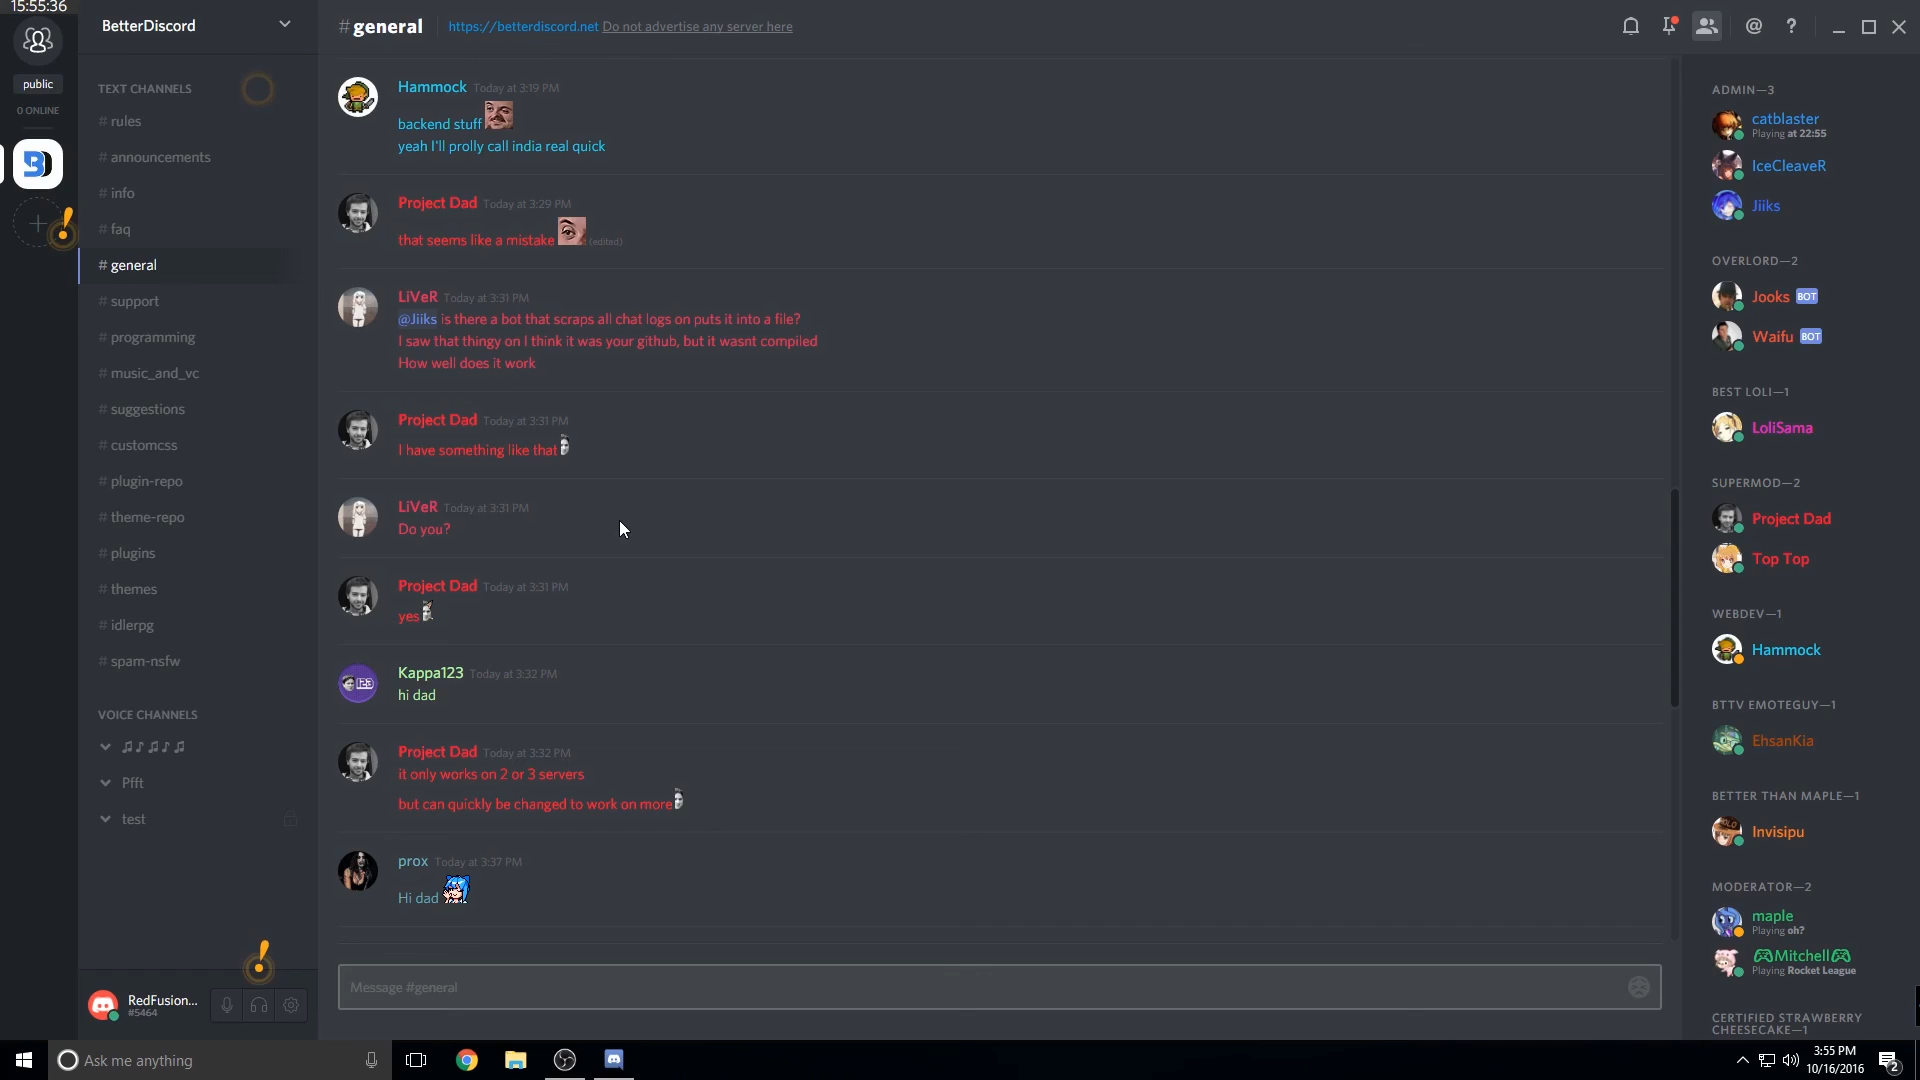 15:55:36
public
0 ONLINE
BetterDiscord
TEXT CHANNELS
# rules
# announcements
# info
# faq
# general
# support
# programming
# music_and_vc
# suggestions
# customcss
# plugin-repo
# theme-repo
# plugins
# themes
# idlerpg
# spam-nsfw
VOICE CHANNELS
♫♪♫♪♫
Pfft
test
RedFusion...
#5464
#general
https://betterdiscord.net Do not advertise any server here
Hammock Today at 3:19 PM
backend stuff
yeah I'll prolly call india real quick
Project Dad Today at 3:29 PM
that seems like a mistake (edited)
LiVeR Today at 3:31 PM
@Jiiks is there a bot that scraps all chat logs on puts it into a file?
I saw that thingy on I think it was your github, but it wasnt compiled
How well does it work
Project Dad Today at 3:31 PM
I have something like that
LiVeR Today at 3:31 PM
Do you?
Project Dad Today at 3:31 PM
yes
Kappa123 Today at 3:32 PM
123
hi dad
Project Dad Today at 3:32 PM
it only works on 2 or 3 servers
but can quickly be changed to work on more
prox Today at 3:37 PM
Hi dad
Message #general
ADMIN—3
catblaster
Playing at 22:55
IceCleaveR
Jiiks
OVERLORD—2
Jooks BOT
Waifu BOT
BEST LOLI—1
LoliSama
SUPERMOD—2
Project Dad
Top Top
WEBDEV—1
Hammock
BTTV EMOTEGUY—1
EhsanKia
BETTER THAN MAPLE—1
Invisipu
MODERATOR—2
maple
Playing oh?
🎮Mitchell🎮
Playing Rocket League
CERTIFIED STRAWBERRY
CHEESECAKE—1
Ask me anything
3:55 PM
10/16/2016
2